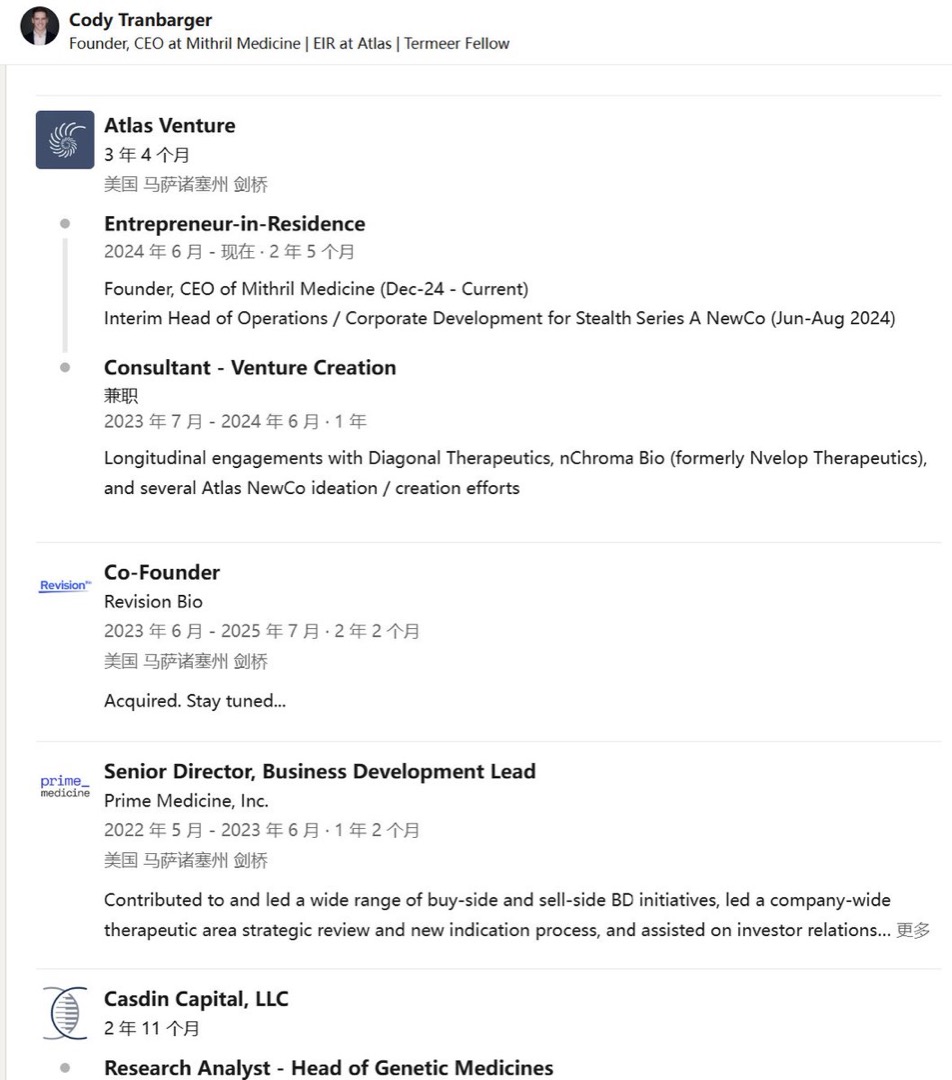 Cody Tranbarger
Founder, CEO at Mithril Medicine | EIR at Atlas | Termeer Fellow
Atlas Venture
3 年 4 个月
美国 马萨诸塞州 剑桥
Entrepreneur-in-Residence
2024 年 6 月 - 现在 · 2 年 5 个月
Founder, CEO of Mithril Medicine (Dec-24 - Current)
Interim Head of Operations / Corporate Development for Stealth Series A NewCo (Jun-Aug 2024)
Consultant - Venture Creation
兼职
2023 年 7 月 - 2024 年 6 月 · 1 年
Longitudinal engagements with Diagonal Therapeutics, nChroma Bio (formerly Nvelop Therapeutics),
and several Atlas NewCo ideation / creation efforts
Revision
Co-Founder
Revision Bio
2023 年 6 月 - 2025 年 7 月 · 2 年 2 个月
美国 马萨诸塞州 剑桥
Acquired. Stay tuned...
prime_
medicine
Senior Director, Business Development Lead
Prime Medicine, Inc.
2022 年 5 月 - 2023 年 6 月 · 1 年 2 个月
美国 马萨诸塞州 剑桥
Contributed to and led a wide range of buy-side and sell-side BD initiatives, led a company-wide
therapeutic area strategic review and new indication process, and assisted on investor relations... 更多
Casdin Capital, LLC
2 年 11 个月
Research Analyst - Head of Genetic Medicines